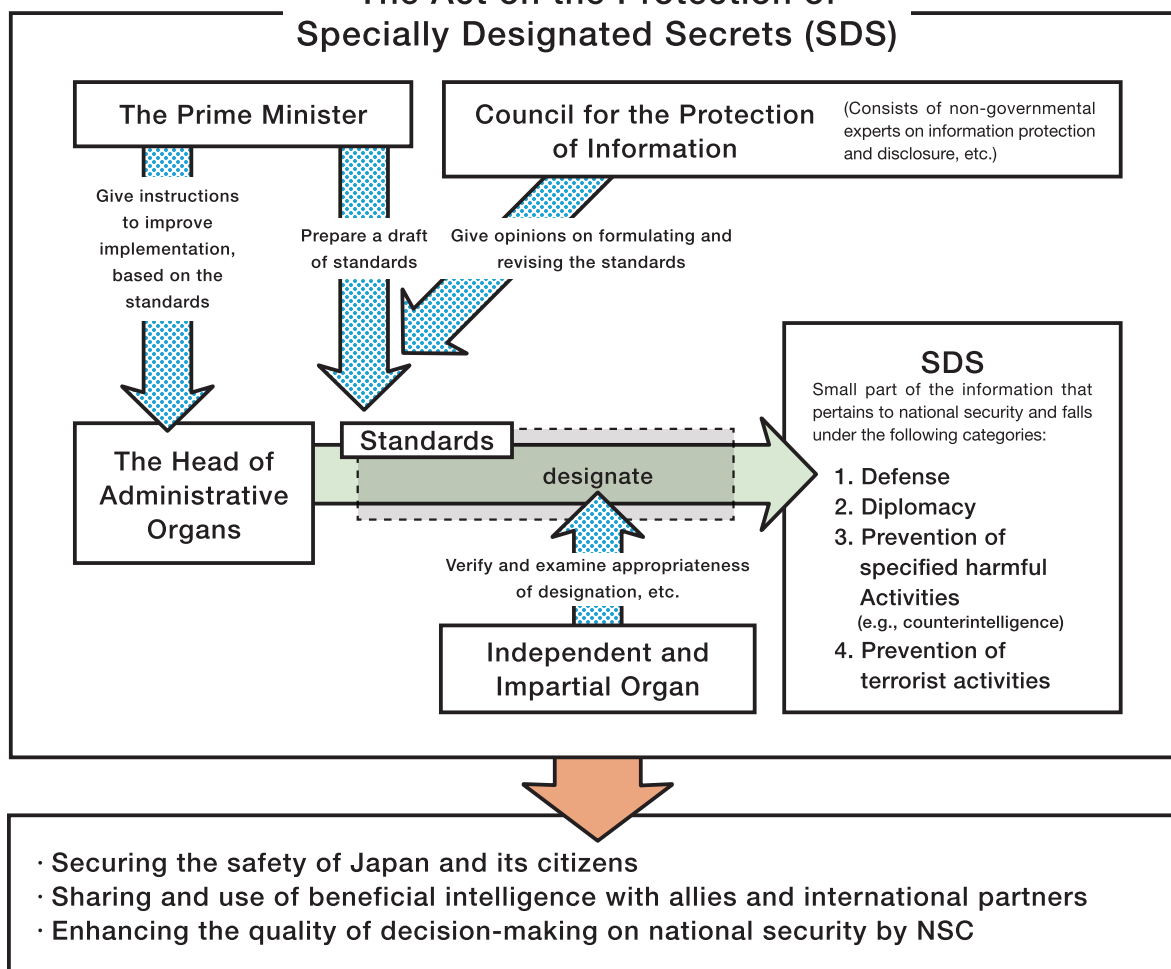 The Act on the Protection of
Specially Designated Secrets (SDS)
The Prime Minister
Council for the Protection
of Information
(Consists of non-governmental
experts on information protection
and disclosure, etc.)
Give instructions
to improve
implementation,
based on the
standards
Prepare a draft
of standards
Give opinions on formulating and
revising the standards
The Head of
Administrative
Organs
Standards
designate
Verify and examine appropriateness
of designation, etc.
Independent and
Impartial Organ
SDS
Small part of the information that
pertains to national security and falls
under the following categories:
1. Defense
2. Diplomacy
3. Prevention of
specified harmful
Activities
(e.g., counterintelligence)
4. Prevention of
terrorist activities
· Securing the safety of Japan and its citizens
· Sharing and use of beneficial intelligence with allies and international partners
· Enhancing the quality of decision-making on national security by NSC